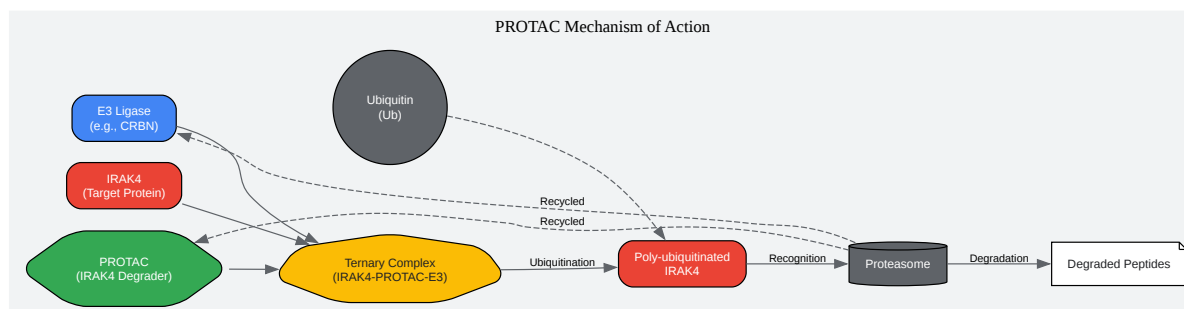 PROTAC Mechanism of Action
Ubiquitin
(Ub)
E3 Ligase
(e.g., CRBN)
IRAK4
(Target Protein)
Recycled
Recycled
PROTAC
(IRAK4 Degrader)
Ternary Complex
(IRAK4-PROTAC-E3)
Ubiquitination
Poly-ubiquitinated
IRAK4
Recognition
Proteasome
Degradation
Degraded Peptides